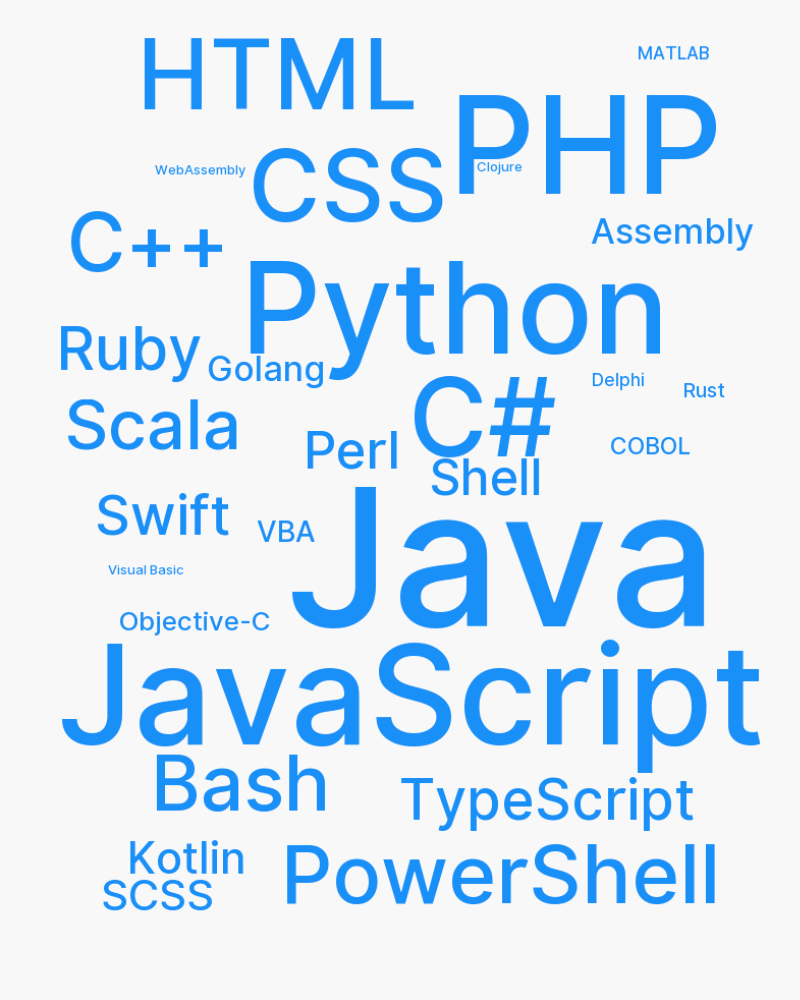 HTML
MATLAB
PHP
CSS
WebAssembly
Clojure
C++
Assembly
Python
Ruby
Golang
Delphi
Rust
C#
Scala
Perl
COBOL
Shell
Swift
VBA
Java
Visual Basic
Objective-C
JavaScript
Bash
TypeScript
Kotlin
PowerShell
SCSS